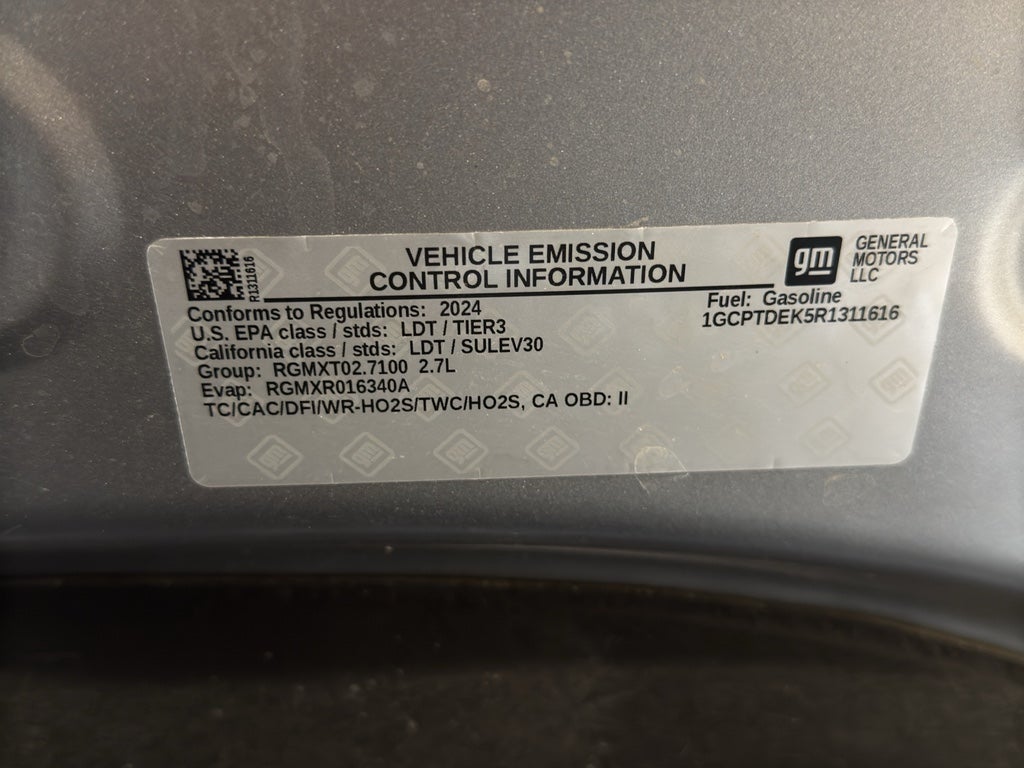 VEHICLE EMISSION
CONTROL INFORMATION
gm
GENERAL
MOTORS
LLC
R1311616
Conforms to Regulations: 2024
U.S. EPA class / stds: LDT / TIER3
California class / stds: LDT / SULEV30
Group: RGMXT02.7100 2.7L
Evap: RGMXR016340A
TC/CAC/DFI/WR-HO2S/TWC/HO2S, CA OBD: II
Fuel: Gasoline
1GCPTDEK5R1311616